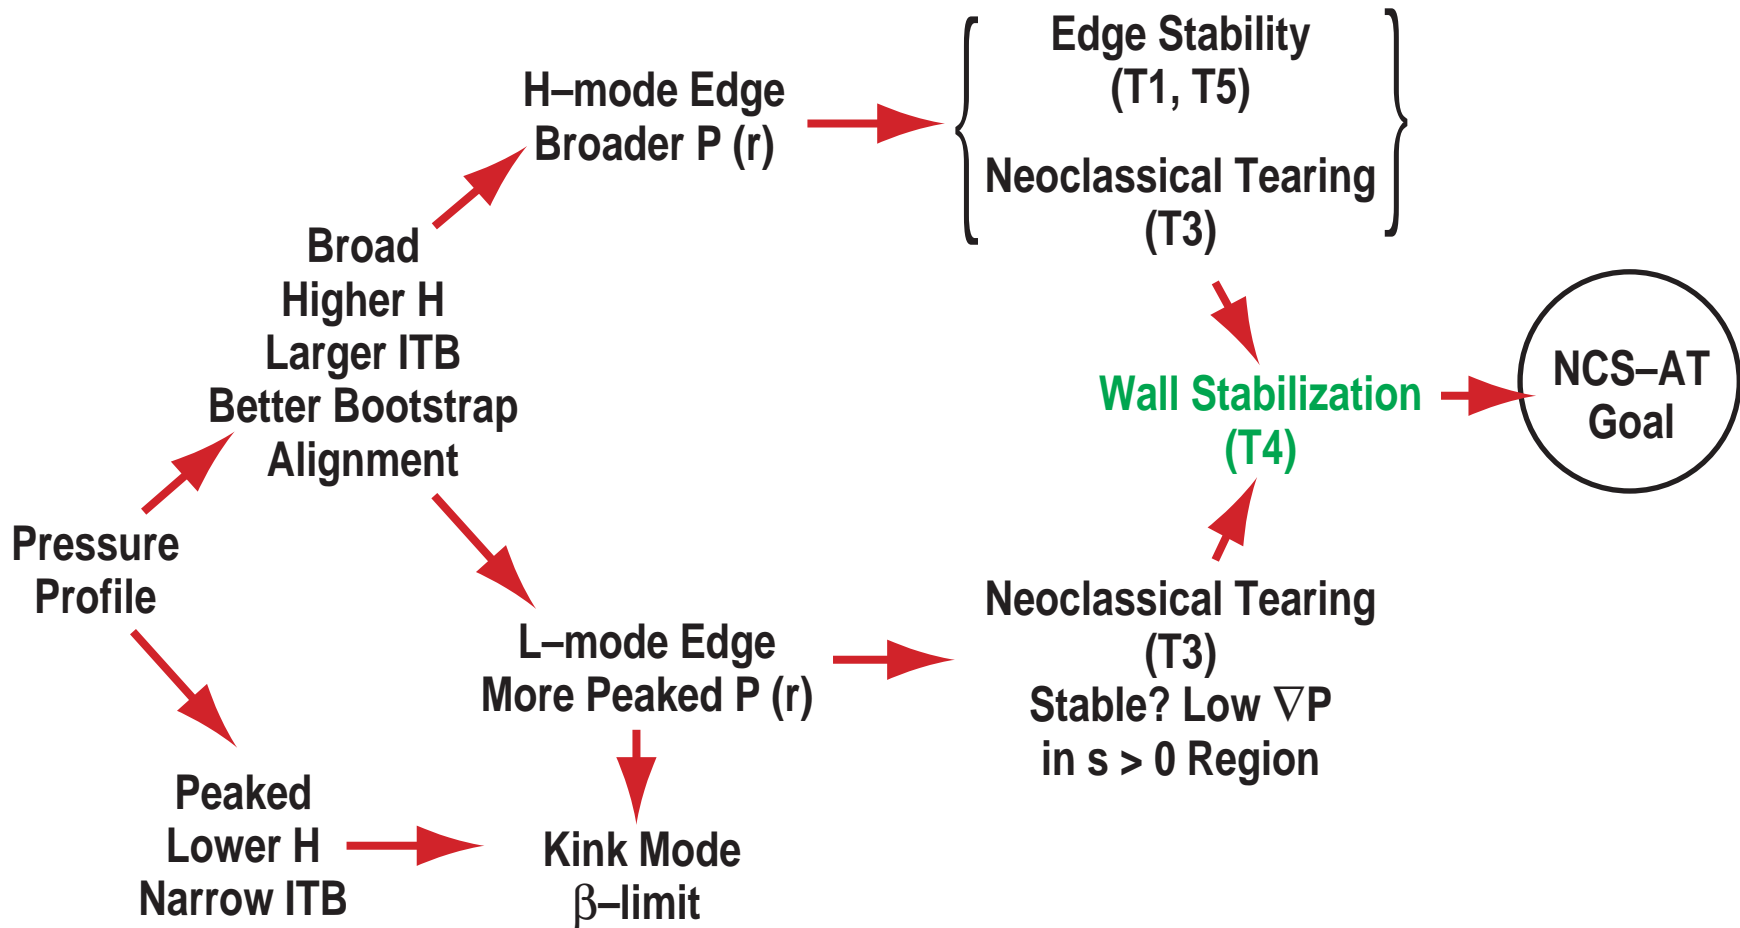 Pressure
Profile
Broad
Higher H
Larger ITB
Better Bootstrap
Alignment
H–mode Edge
Broader P (r)
Edge Stability
(T1, T5)
Neoclassical Tearing
(T3)
Peaked
Lower H
Narrow ITB
L–mode Edge
More Peaked P (r)
Kink Mode
β–limit
Neoclassical Tearing
(T3)
Stable? Low ∇P
in s > 0 Region
Wall Stabilization
(T4)
NCS–AT
Goal